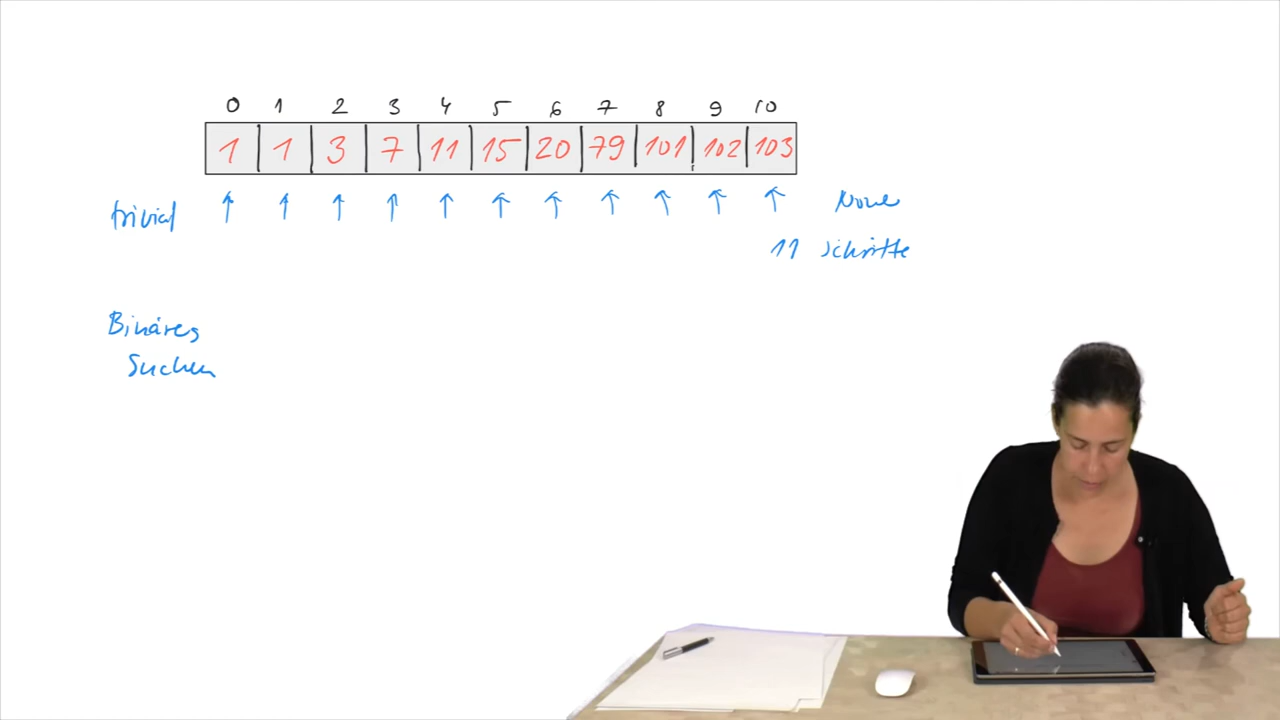 0 1 2 3 4 5 6 7 8 9 10
1 1 3 7 11 15 20 79 101 102 103
trivial ↑ ↑ ↑ ↑ ↑ ↑ ↑ ↑ ↑ ↑ ↑ None
11 Schritte
Binäres
Suchen